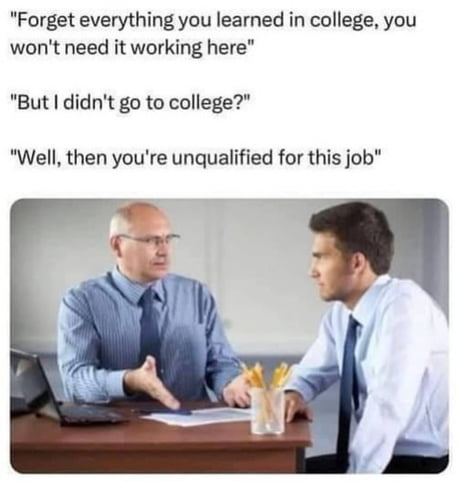 "Forget everything you learned in college, you
won't need it working here"
"But I didn't go to college?"
"Well, then you're unqualified for this job"